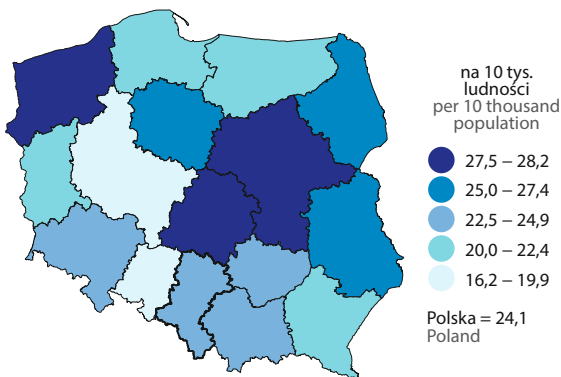 na 10 tys.
ludności
per 10 thousand
population
27,5 – 28,2
25,0 – 27,4
22,5 – 24,9
20,0 – 22,4
16,2 – 19,9
Polska = 24,1
Poland